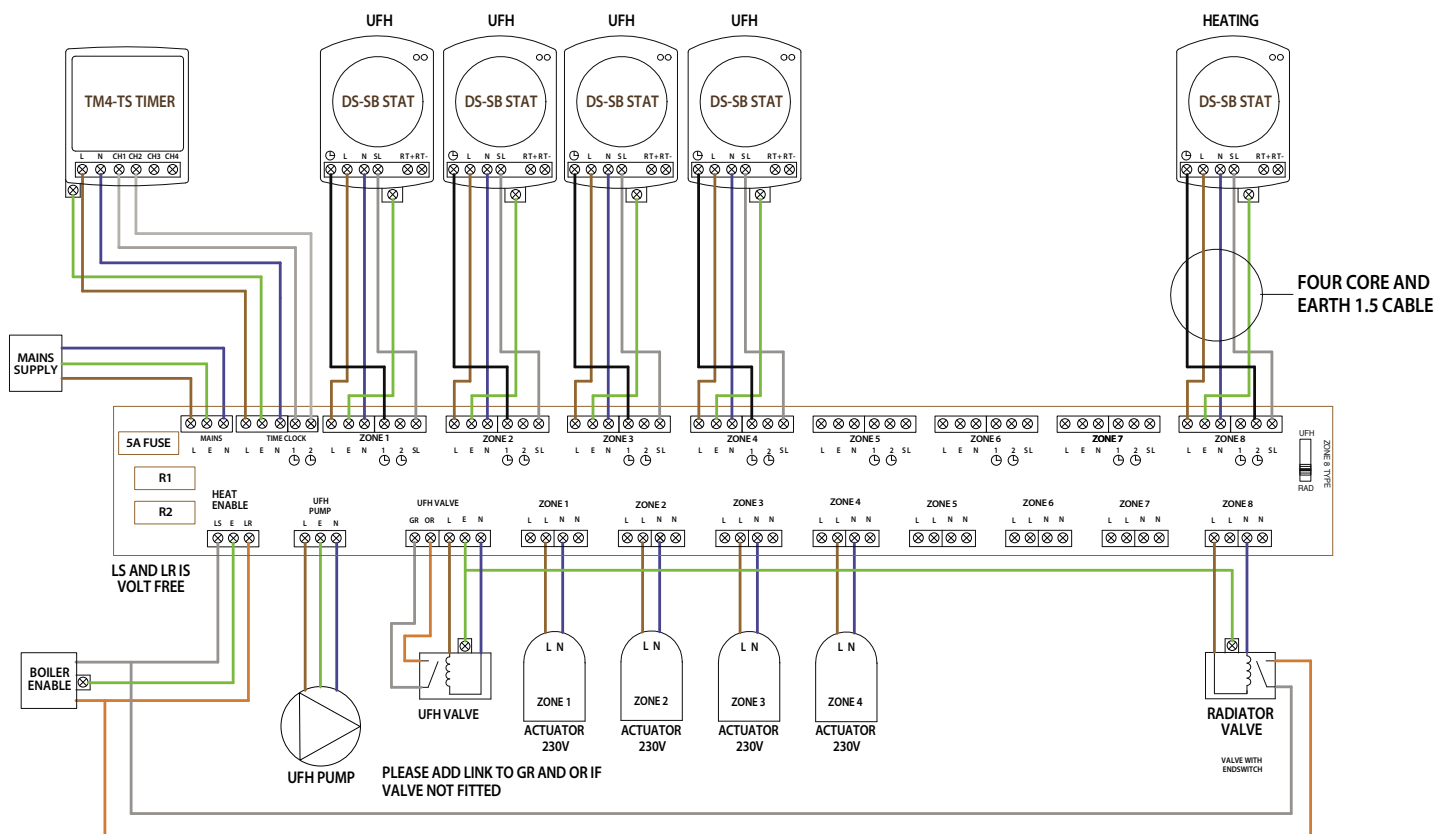 UFH UFH UFH UFH HEATING
TM4-TS TIMER
DS-SB STAT DS-SB STAT DS-SB STAT DS-SB STAT DS-SB STAT
L N CH1 CH2 CH3 CH4
L N SL RT+ RT-
L N SL RT+ RT-
L N SL RT+ RT-
L N SL RT+ RT-
L N SL RT+ RT-
FOUR CORE AND
EARTH 1.5 CABLE
MAINS
SUPPLY
5A FUSE
MAINS TIME CLOCK ZONE 1 ZONE 2 ZONE 3 ZONE 4 ZONE 5 ZONE 6 ZONE 7 ZONE 8
L E N
L E N 1 2
L E N 1 2 SL
L E N 1 2 SL
L E N 1 2 SL
L E N 1 2 SL
L E N 1 2 SL
L E N 1 2 SL
L E N 1 2 SL
L E N 1 2 SL
UFH
RAD
ZONE 8 TYPE
R1
R2
HEAT
ENABLE
LS E LR
UFH
PUMP
L E N
UFH VALVE
GR OR L E N
ZONE 1
L L N N
ZONE 2
L L N N
ZONE 3
L L N N
ZONE 4
L L N N
ZONE 5
L L N N
ZONE 6
L L N N
ZONE 7
L L N N
ZONE 8
L L N N
LS AND LR IS
VOLT FREE
BOILER
ENABLE
UFH PUMP
UFH VALVE
L N
ZONE 1
ACTUATOR
230V
L N
ZONE 2
ACTUATOR
230V
L N
ZONE 3
ACTUATOR
230V
L N
ZONE 4
ACTUATOR
230V
RADIATOR
VALVE
VALVE WITH
ENDSWITCH
PLEASE ADD LINK TO GR AND OR IF
VALVE NOT FITTED